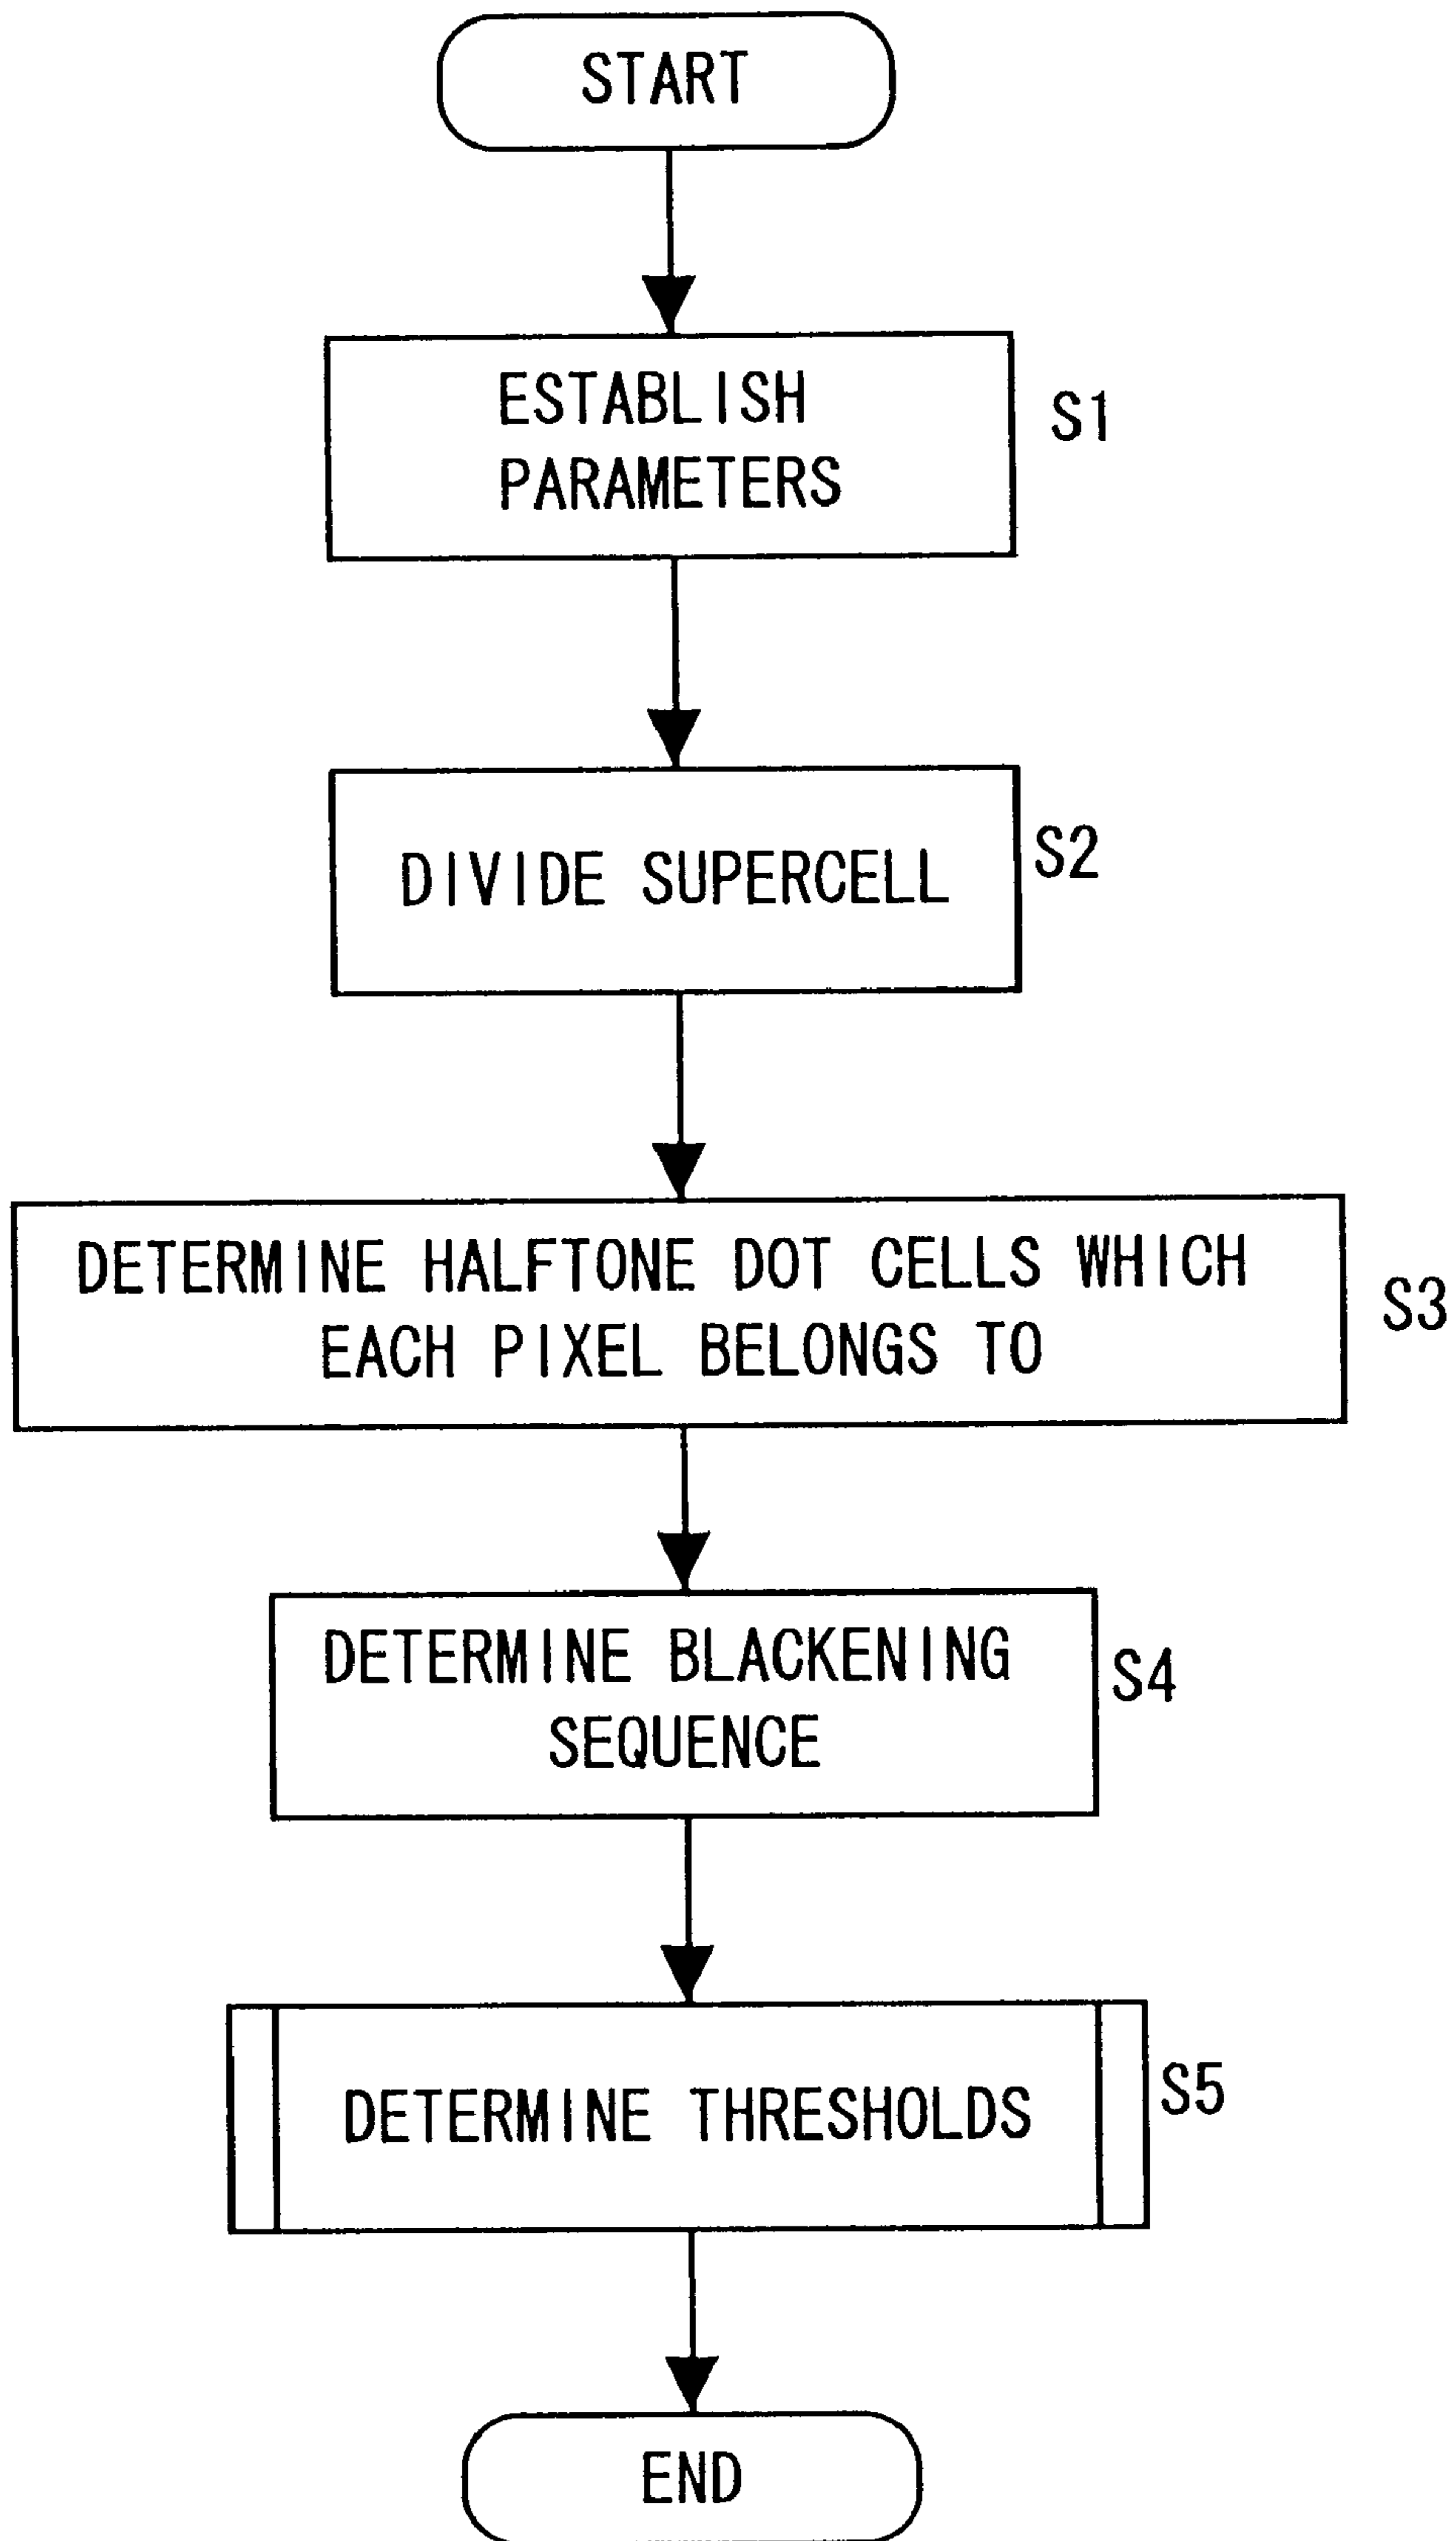 START
ESTABLISH
PARAMETERS
S1
DIVIDE SUPERCELL
S2
DETERMINE HALFTONE DOT CELLS WHICH
EACH PIXEL BELONGS TO
S3
DETERMINE BLACKENING
SEQUENCE
S4
DETERMINE THRESHOLDS
S5
END